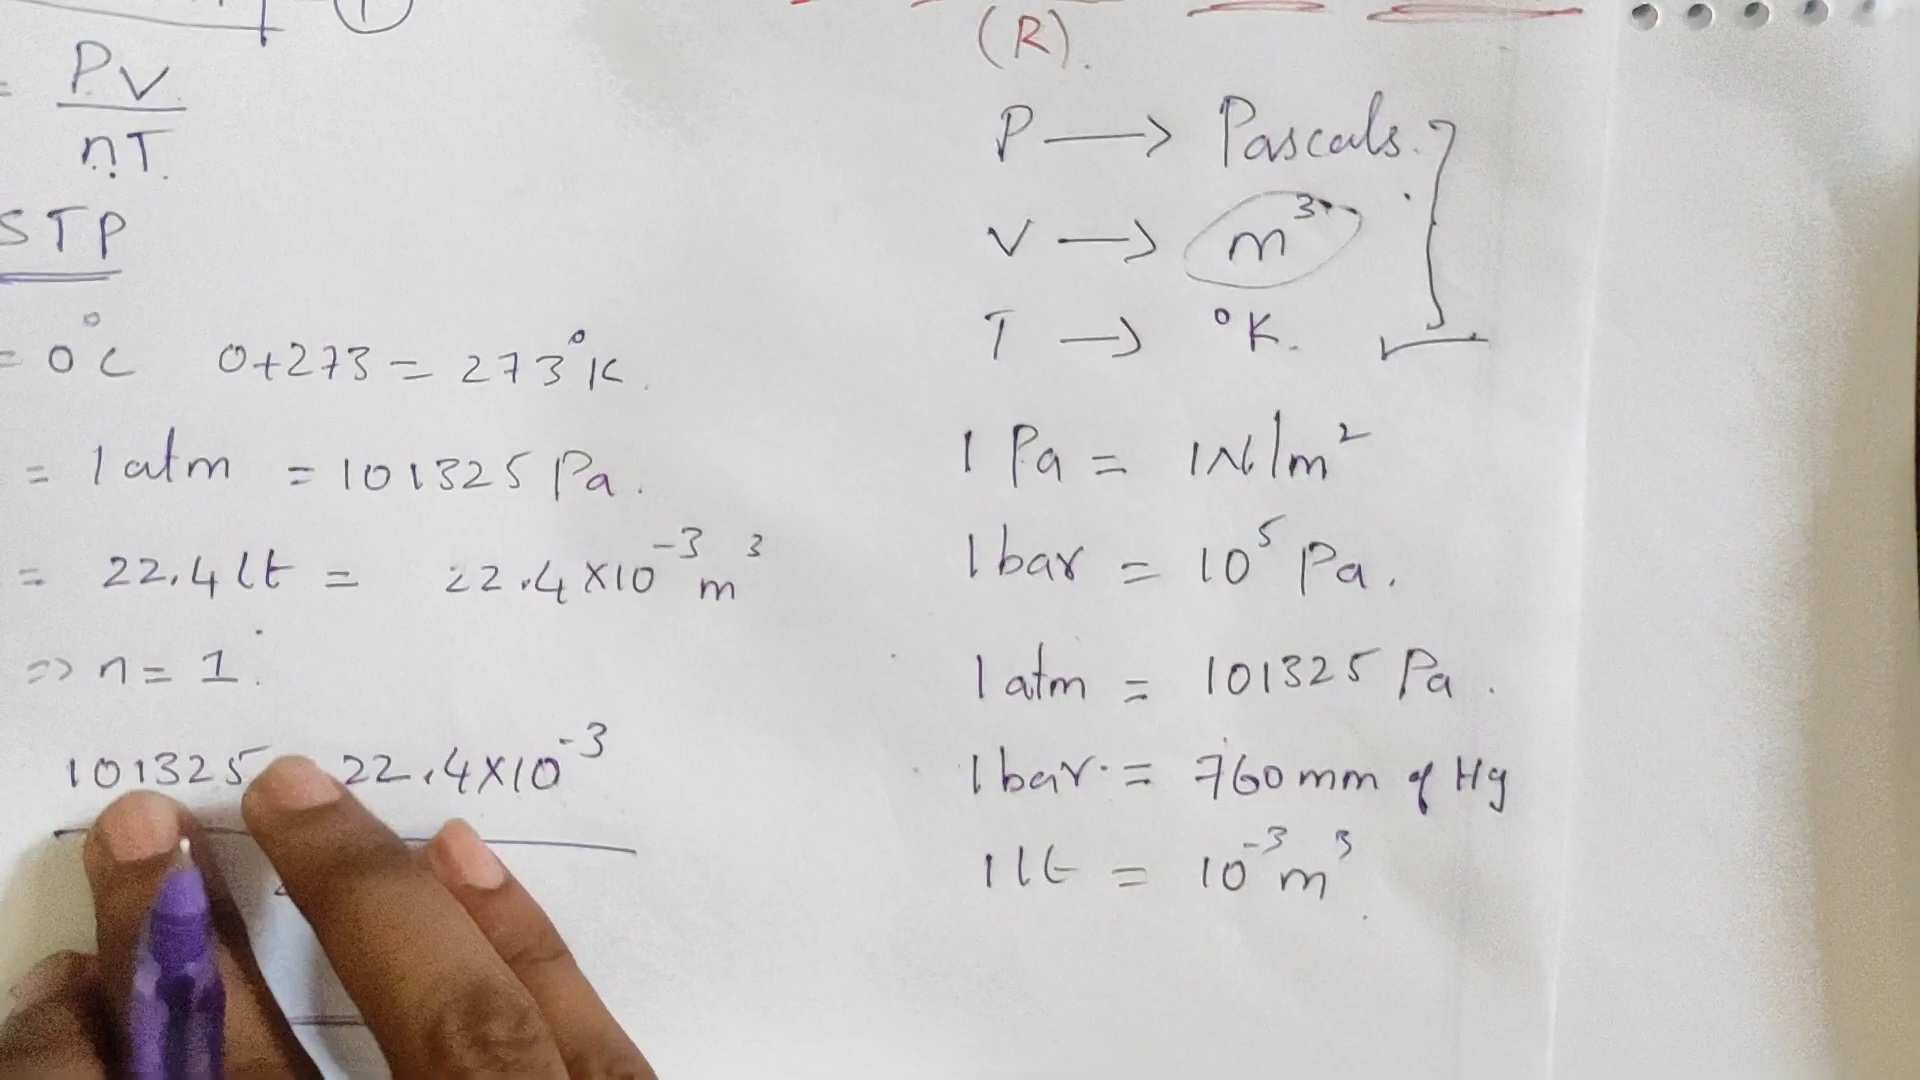 = PV
nT.
STP
= 0°C 0+273 = 273°K.
= 1 atm = 101325 Pa.
= 22.4 lt = 22.4×10⁻³ m³
=> n = 1.
101325 22.4×10⁻³
(R).
P → Pascals.
V → m³
T → °K.
1 Pa = 1N/m²
1 bar = 10⁵ Pa.
1 atm = 101325 Pa.
1 bar = 760 mm of Hg
1 lt = 10⁻³ m³